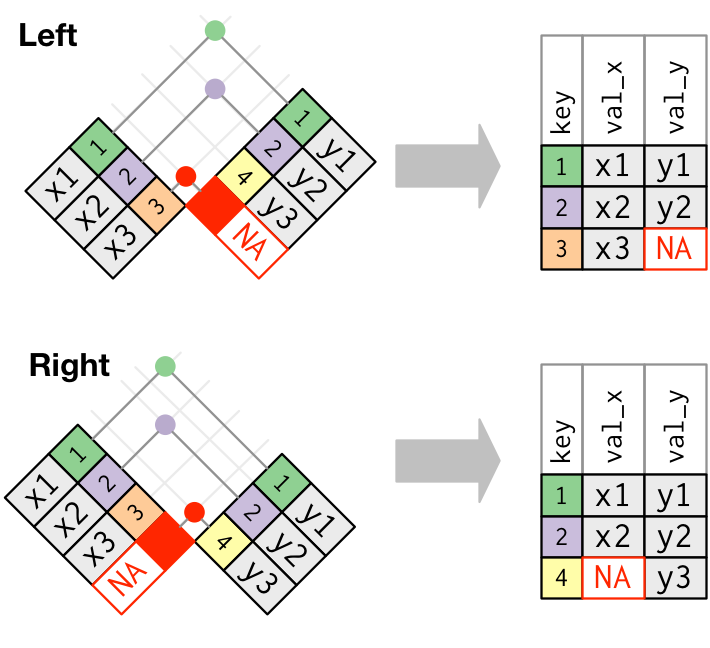 Left
1 x1
2 x2
3 x3
1 y1
2 y2
4 y3
NA
key val_x val_y
1 x1 y1
2 x2 y2
3 x3 NA
Right
1 x1
2 x2
3 x3
NA
1 y1
2 y2
4 y3
key val_x val_y
1 x1 y1
2 x2 y2
4 NA y3